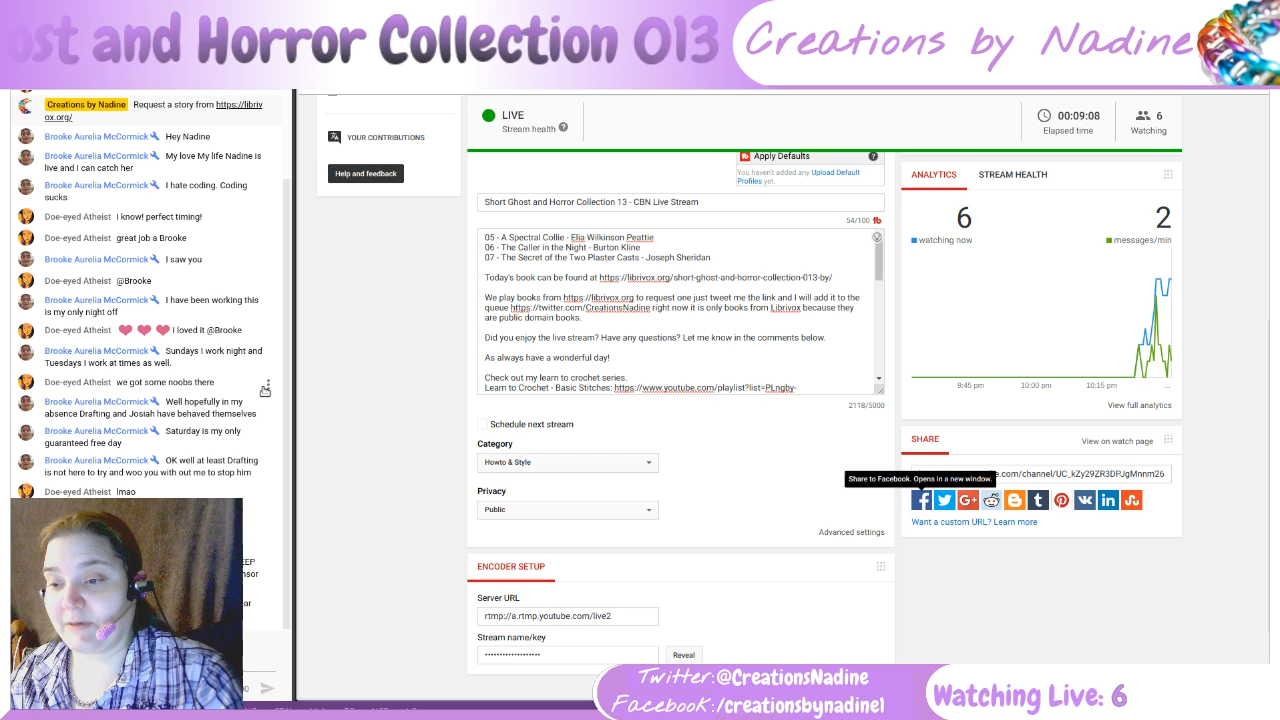 ost and Horror Collection 013
Creations by Nadine
Creations by Nadine Request a story from https://libriv
ox.org/
Brooke Aurelia McCormick Hey Nadine
Brooke Aurelia McCormick My love My life Nadine is
live and I can catch her
Brooke Aurelia McCormick I hate coding. Coding
sucks
Doe-eyed Atheist I know! perfect timing!
Doe-eyed Atheist great job a Brooke
Brooke Aurelia McCormick I saw you
Doe-eyed Atheist @Brooke
Brooke Aurelia McCormick I have been working this
is my only night off
Doe-eyed Atheist I loved it @Brooke
Brooke Aurelia McCormick Sundays I work night and
Tuesdays I work at times as well.
Doe-eyed Atheist we got some noobs there
Brooke Aurelia McCormick Well hopefully in my
absence Drafting and Josiah have behaved themselves
Brooke Aurelia McCormick Saturday is my only
guaranteed free day
Brooke Aurelia McCormick OK well at least Drafting
is not here to try and woo you with out me to stop him
Doe-eyed Atheist lmao
YOUR CONTRIBUTIONS
Help and feedback
LIVE
Stream health
00:09:08
Elapsed time
6
Watching
Apply Defaults
You haven't added any Upload Default
Profiles yet.
Short Ghost and Horror Collection 13 - CBN Live Stream
54/100
05 - A Spectral Collie - Elia Wilkinson Peattie
06 - The Caller in the Night - Burton Kline
07 - The Secret of the Two Plaster Casts - Joseph Sheridan
Today's book can be found at https://librivox.org/short-ghost-and-horror-collection-013-by/
We play books from https://librivox.org to request one just tweet me the link and I will add it to the
queue https://twitter.com/CreationsNadine right now it is only books from Librivox because they
are public domain books.
Did you enjoy the live stream? Have any questions? Let me know in the comments below.
As always have a wonderful day!
Check out my learn to crochet series.
Learn to Crochet - Basic Stitches: https://www.youtube.com/playlist?list=PLngby-
2118/5000
Schedule next stream
Category
Howto & Style
Privacy
Public
Advanced settings
ENCODER SETUP
Server URL
rtmp://a.rtmp.youtube.com/live2
Stream name/key
Reveal
ANALYTICS
STREAM HEALTH
6
watching now
2
messages/min
9:45 pm
10:00 pm
10:15 pm
...
View full analytics
SHARE
View on watch page
Share to Facebook. Opens in a new window.
e.com/channel/UC_kZy29ZR3DPJgMnnm26
Want a custom URL? Learn more
Twitter:@CreationsNadine
Facebook:/creationsbynadine1
Watching Live: 6